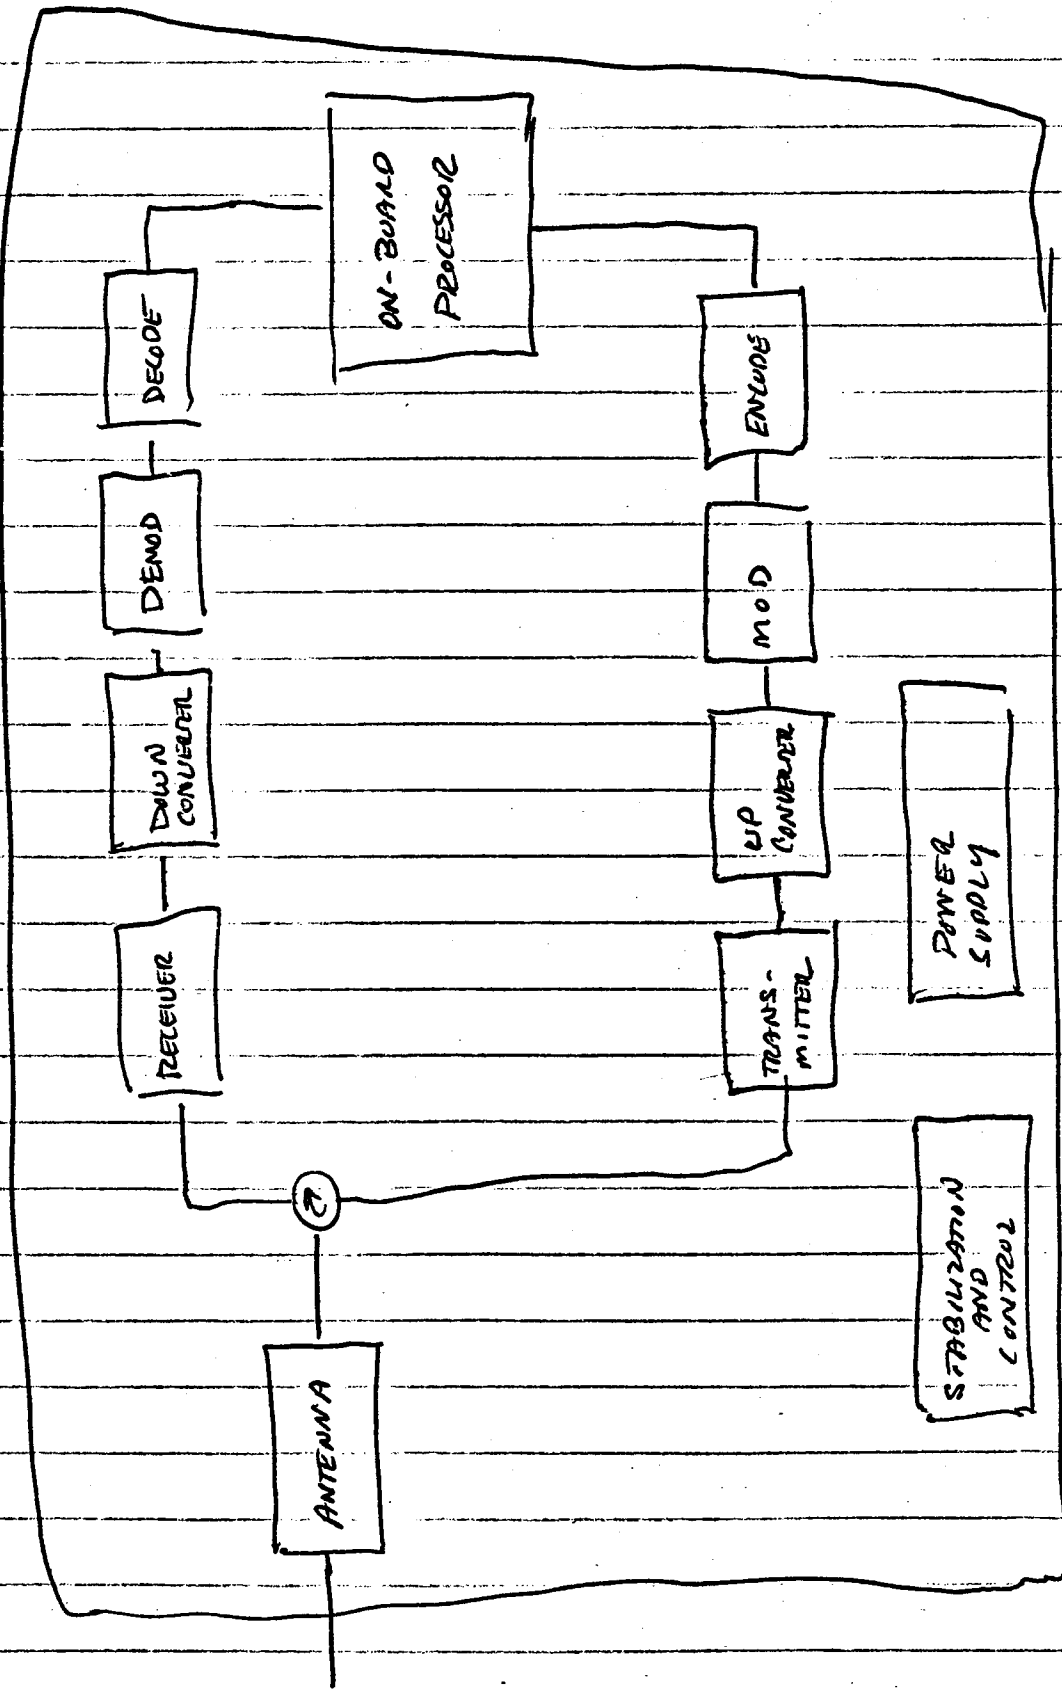 ANTENNA
RECEIVER
DOWN
CONVERTER
DEMOD
DECODE
ON-BOARD
PROCESSOR
ENCODE
MOD
UP
CONVERTER
TRANS-
MITTER
STABILIZATION
AND
CONTROL
POWER
SUPPLY